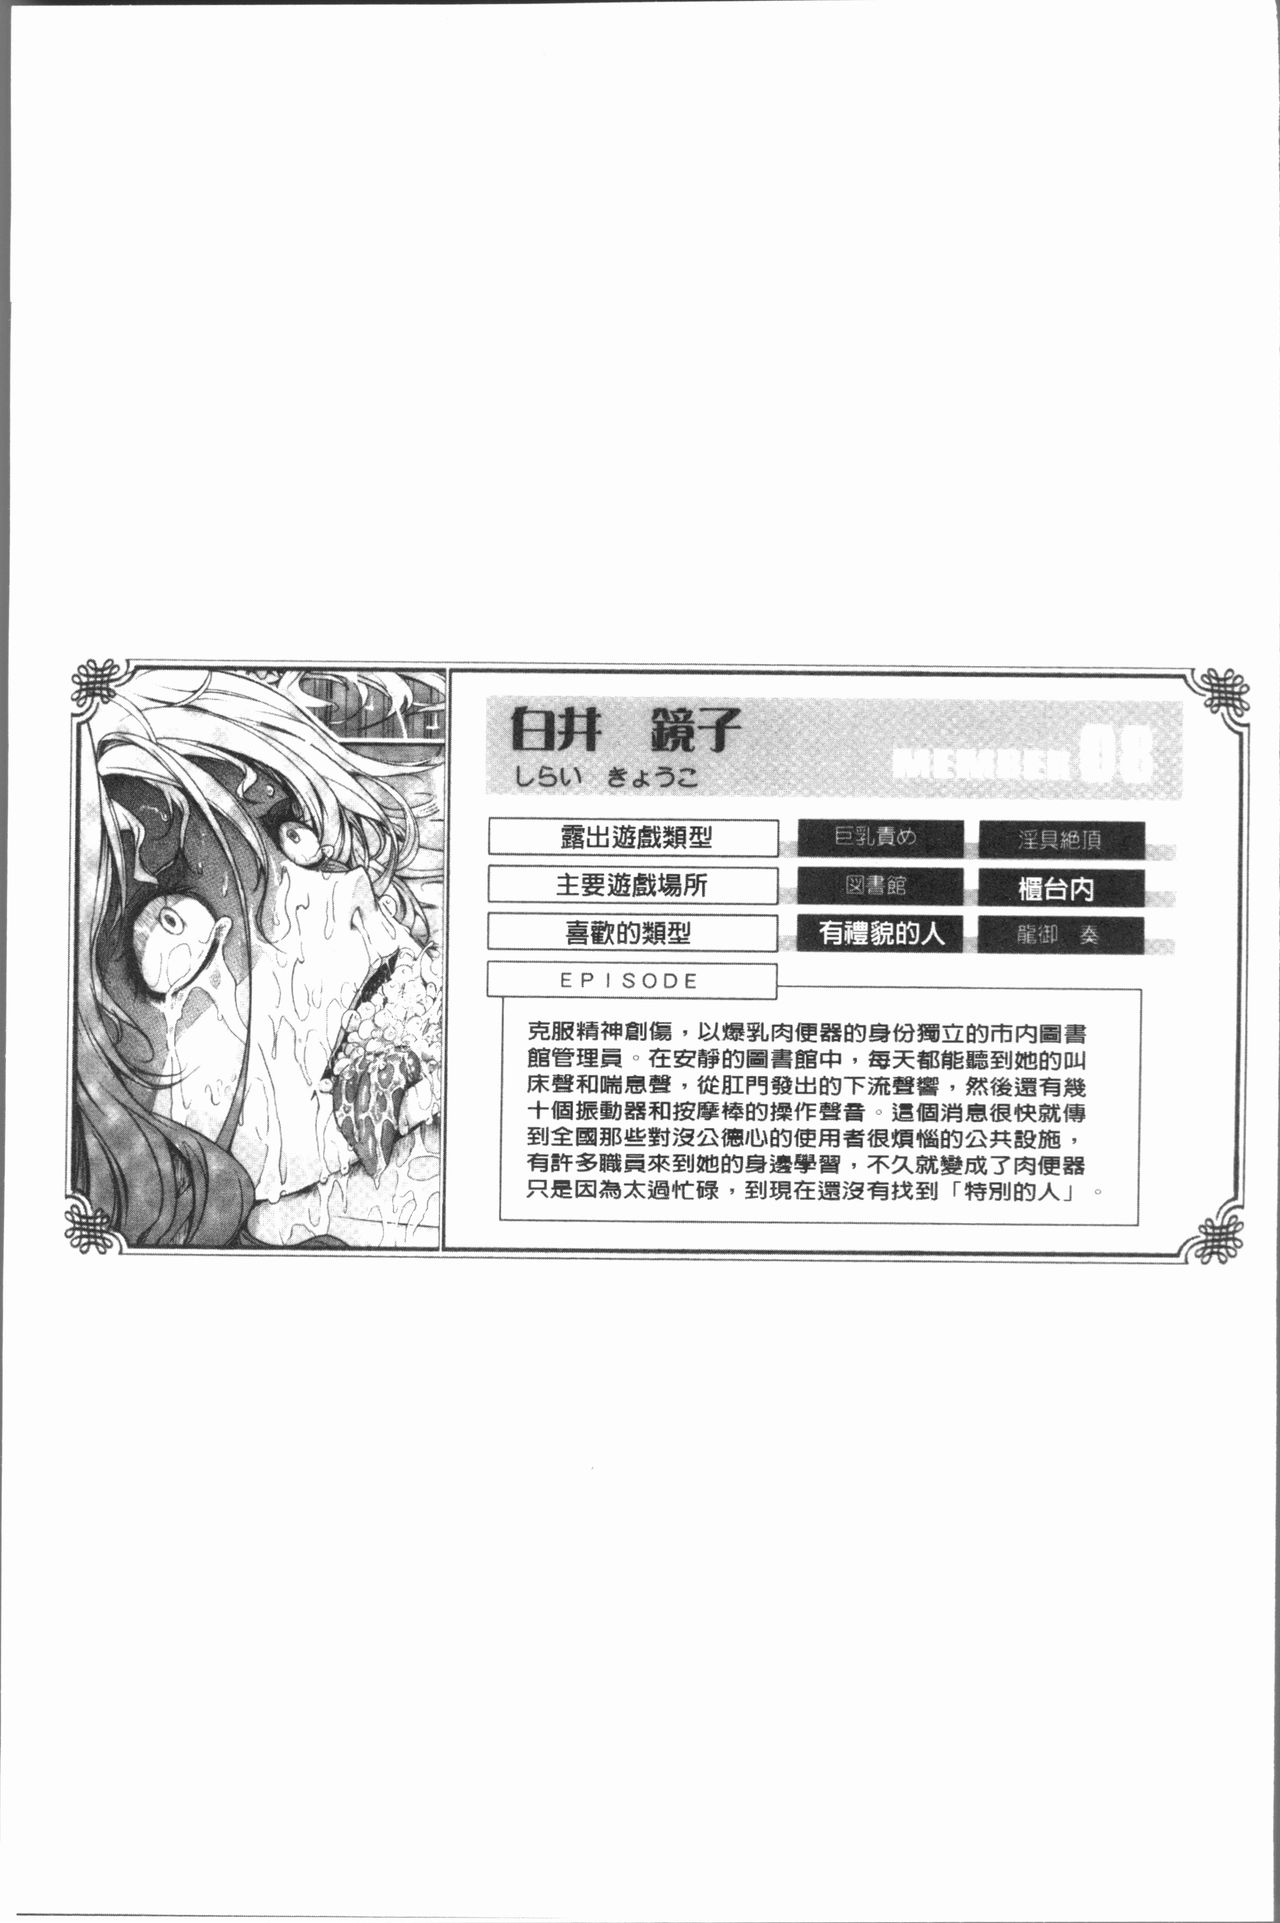 白井 鏡子
しらい きょうこ
MEMBER 08
露出遊戲類型 巨乳責め 淫具絶頂
主要遊戲場所 図書館 櫃台内
喜歡的類型 有禮貌的人 龍御 奏
EPISODE
克服精神創傷，以爆乳肉便器的身份獨立的市内圖書
館管理員。在安靜的圖書館中，每天都能聽到她的叫
床聲和喘息聲，從肛門發出的下流聲響，然後還有幾
十個振動器和按摩棒的操作聲音。這個消息很快就傳
到全國那些對沒公德心的使用者很煩惱的公共設施，
有許多職員來到她的身邊學習，不久就變成了肉便器
只是因為太過忙碌，到現在還沒有找到「特別的人」。